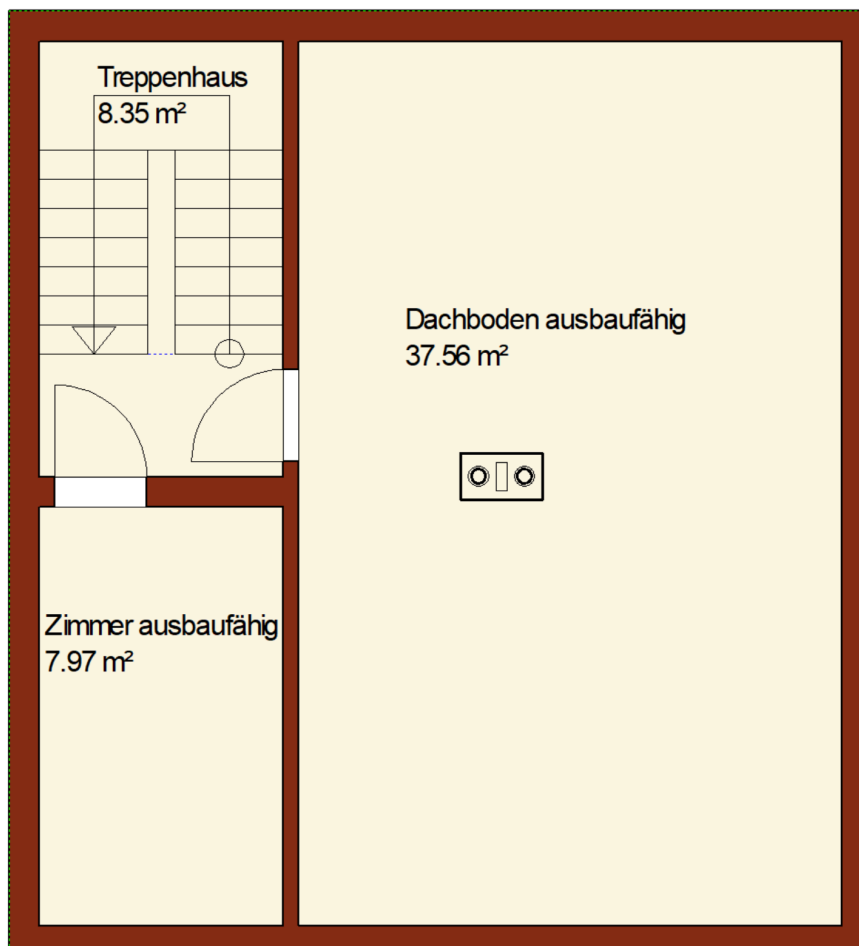 Treppenhaus
8.35 m²
Dachboden ausbaufähig
37.56 m²
Zimmer ausbaufähig
7.97 m²